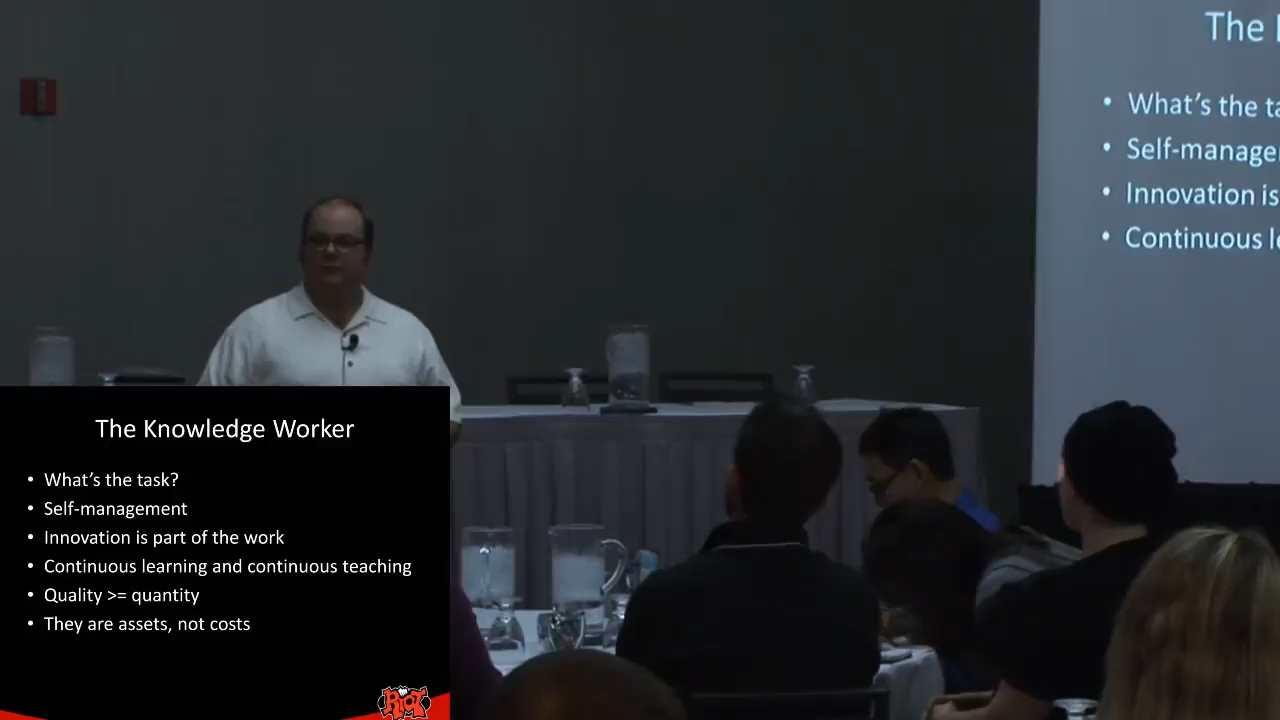 The
What's the ta
Self-manage
Innovation is
Continuous le
The Knowledge Worker
What's the task?
Self-management
Innovation is part of the work
Continuous learning and continuous teaching
Quality >= quantity
They are assets, not costs
RIOT